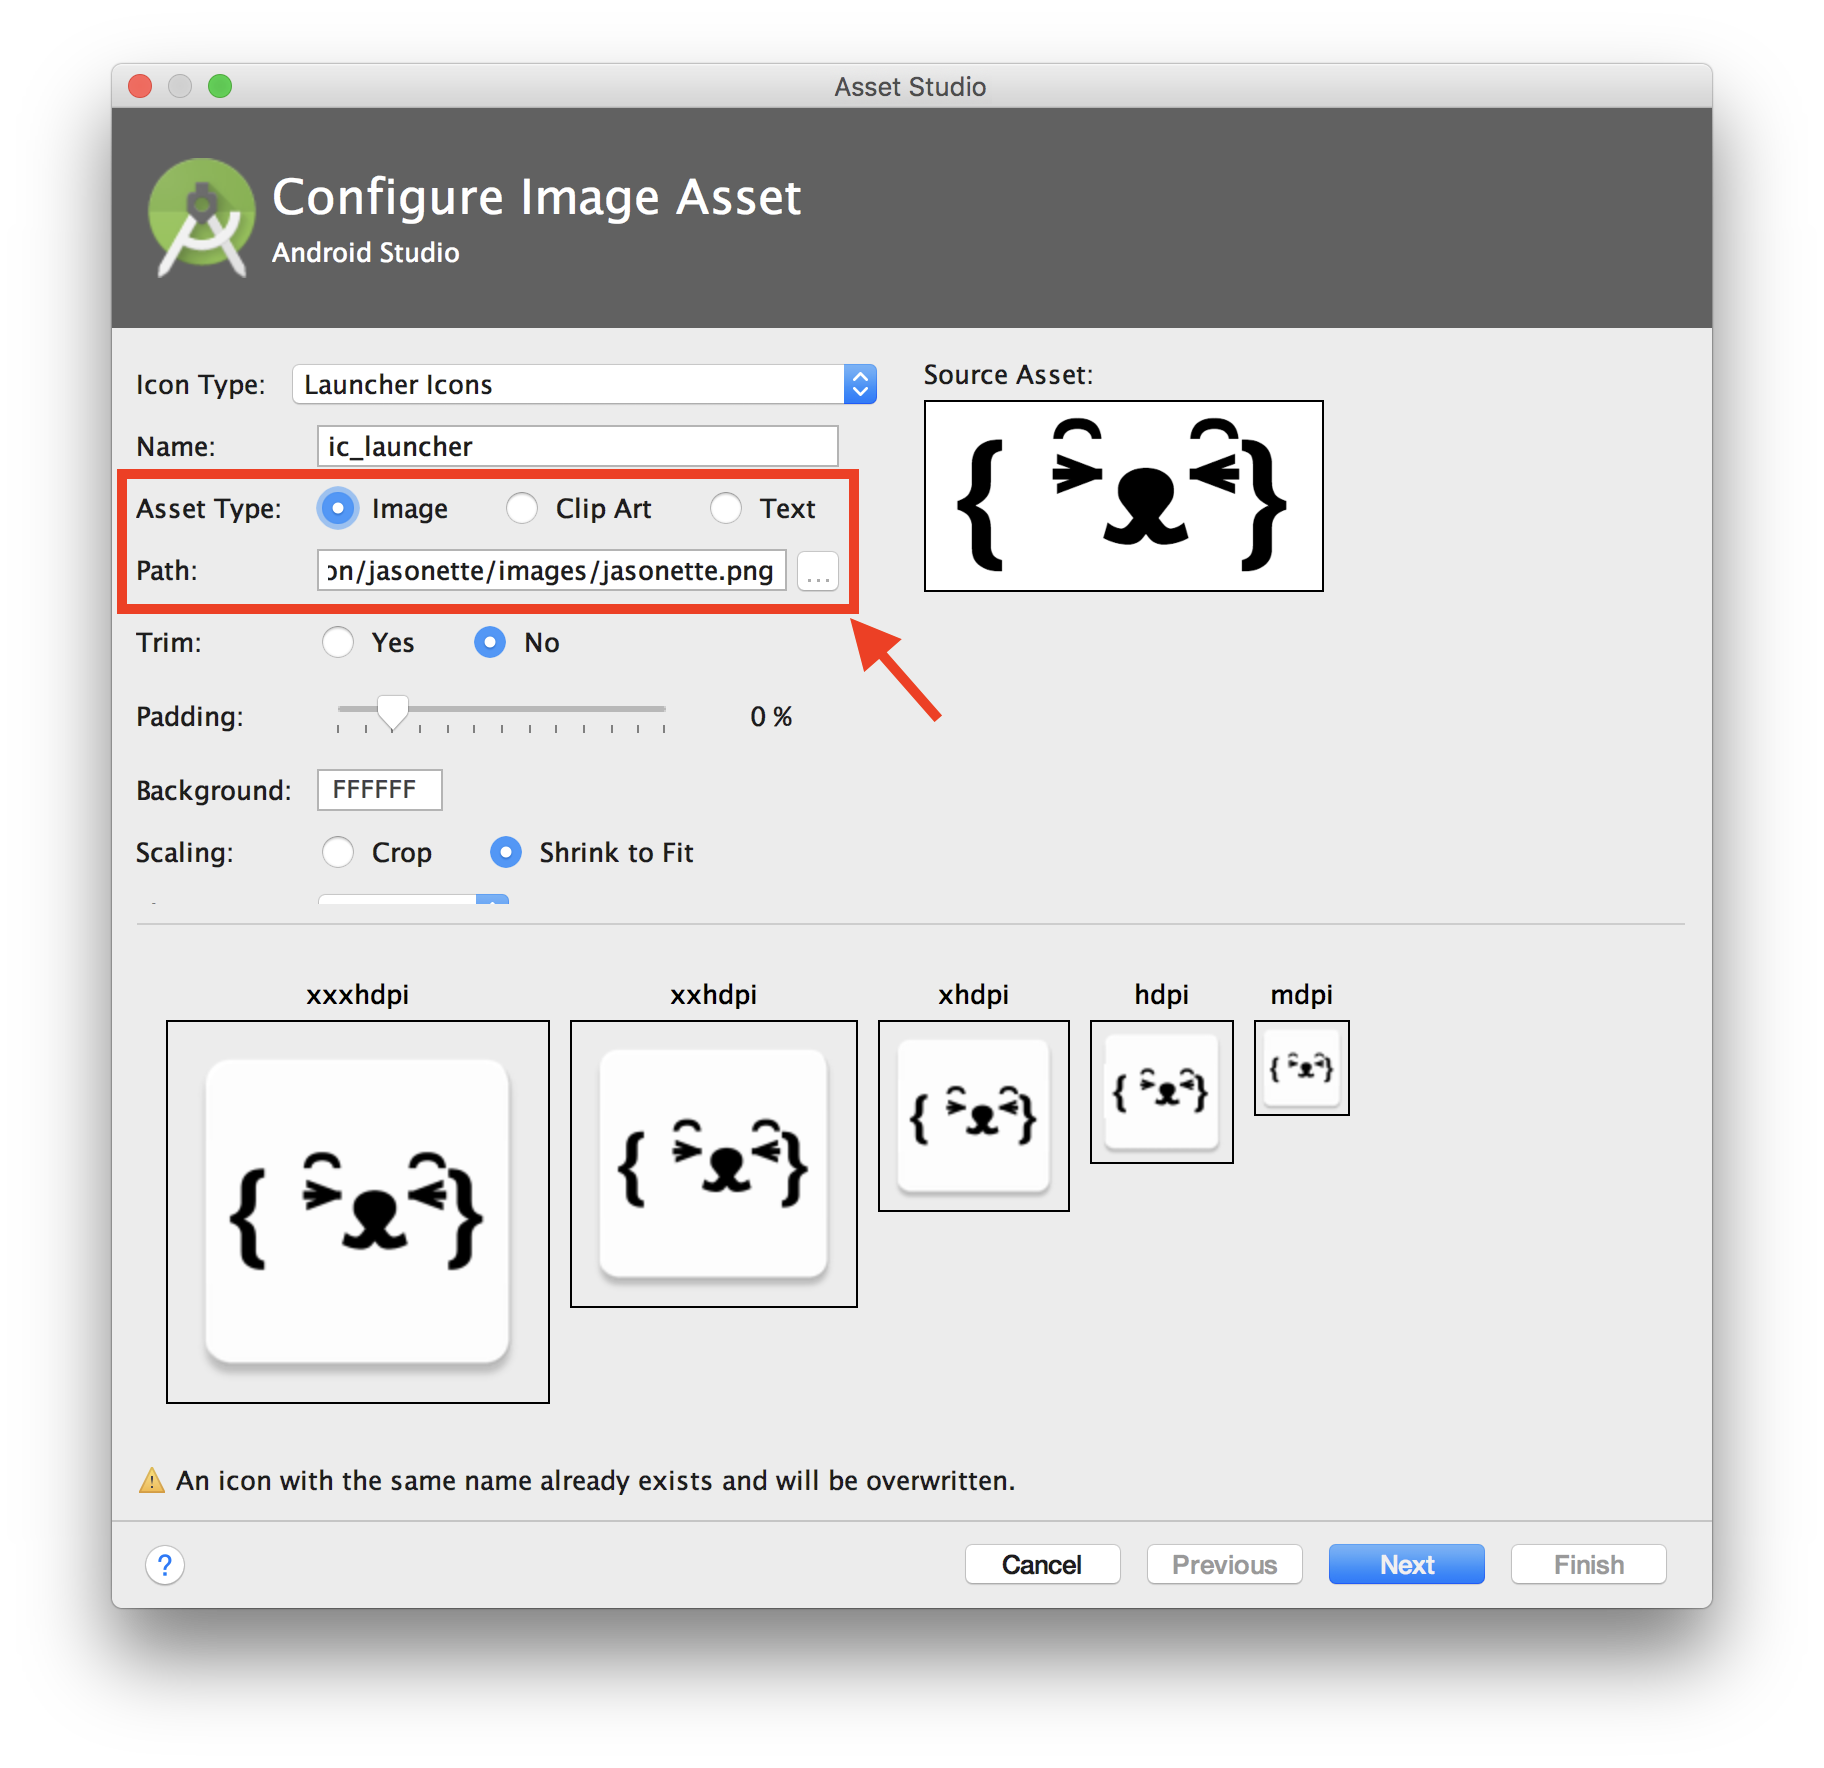 Asset Studio
Configure Image Asset
Android Studio
Icon Type: Launcher Icons
Name: ic_launcher
Asset Type: Image Clip Art Text
Path: on/jasonette/images/jasonette.png ...
Trim: Yes No
Padding: 0 %
Background: FFFFFF
Scaling: Crop Shrink to Fit
Source Asset:
xxxhdpi xxhdpi xhdpi hdpi mdpi
An icon with the same name already exists and will be overwritten.
? Cancel Previous Next Finish